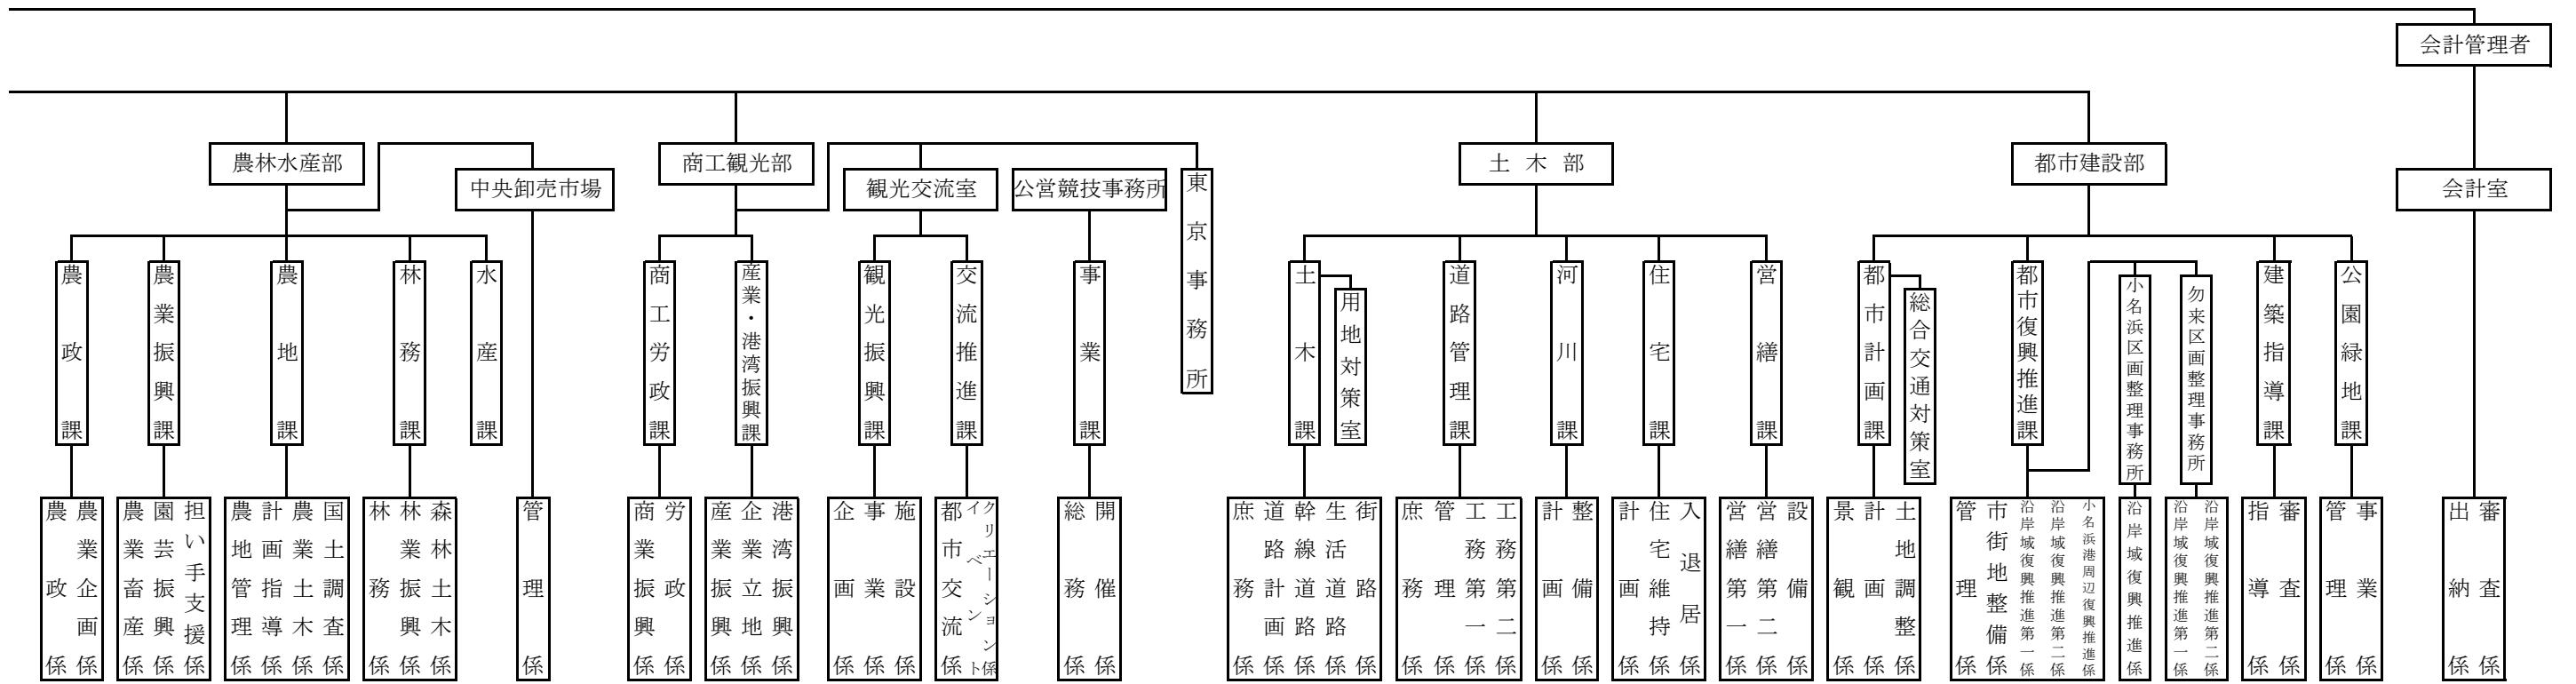 会計管理者
農林水産部
商工観光部
土木部
都市建設部
中央卸売市場
観光交流室
公営競技事務所
東京事務所
会計室
農政課
農業振興課
農地課
林務課
水産課
商工労政課
産業・港湾振興課
観光振興課
交流推進課
事業課
土木課
用地対策室
道路管理課
河川課
住宅課
営繕課
都市計画課
総合交通対策室
都市復興推進課
小名浜区画整理事務所
勿来区画整理事務所
建築指導課
公園緑地課
農政係
農業企画係
農業畜産係
園芸振興係
担い手支援係
農地管理係
計画指導係
農業土木係
国土調査係
林務係
林業振興係
森林土木係
管理係
商業振興係
労政係
産業振興係
企業立地係
港湾振興係
企画係
事業係
施設係
都市交流係
イベント
クリエーション係
総務係
開催係
庶務係
道路計画係
幹線道路係
生活道路係
街路係
庶務係
管理係
工務第一係
工務第二係
計画係
整備係
計画係
住宅維持係
入退居係
営繕第一係
営繕第二係
設備係
景観係
計画係
土地調整係
管理係
市街地整備係
沿岸域復興推進第一係
沿岸域復興推進第二係
小名浜港周辺復興推進係
沿岸域復興推進係
沿岸域復興推進第一係
沿岸域復興推進第二係
指導係
審査係
管理係
事業係
出納係
審査係